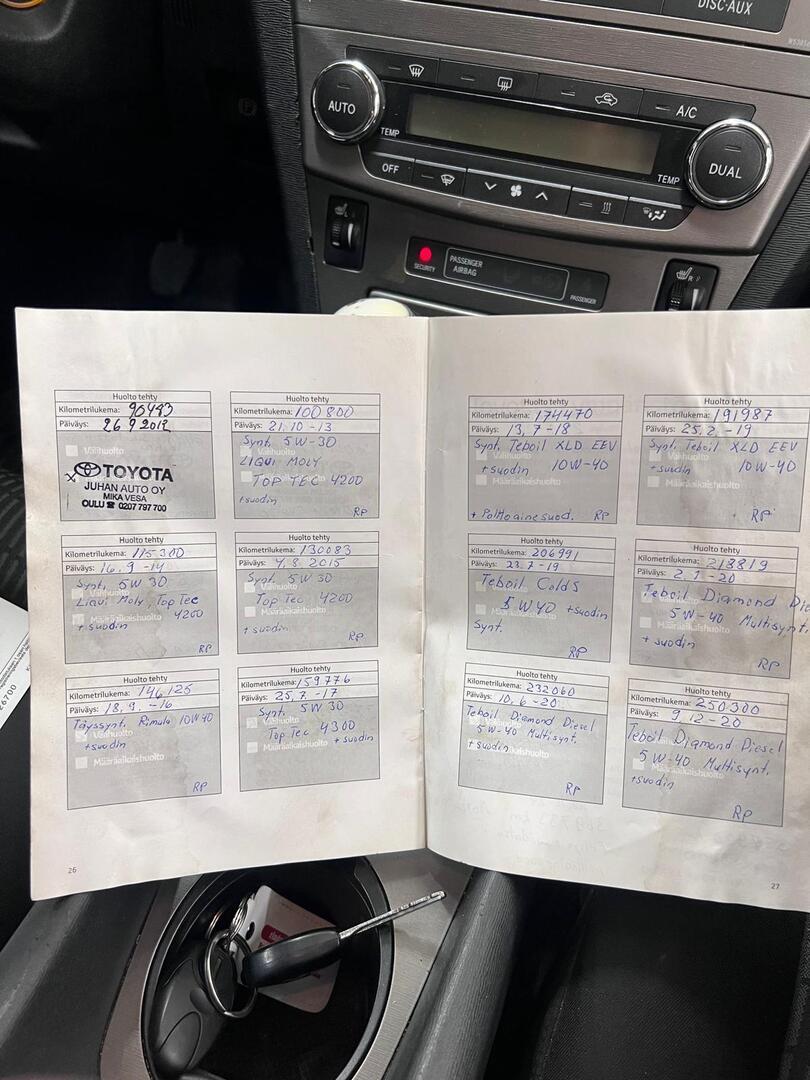 DISC·AUX
AUTO
A/C
TEMP
OFF
TEMP
DUAL
SECURITY
PASSENGER
AIRBAG
PASSENGER
Huolto tehty
Kilometrilukema: 90493
Päiväys: 26 9 2012
Välihuolto
x TOYOTA
JUHAN AUTO OY
MIKA VESA
OULU ☎ 0207 797 700
Huolto tehty
Kilometrilukema: 100800
Päiväys: 21.10 -13
Synt. 5W-30
LIQUI MOLY
TOP TEC 4200
+suodin
RP
Huolto tehty
Kilometrilukema: 115300
Päiväys: 16.9 -14
Synt. 5W 30
Liqui Moly, Top Tec
4200
+ suodin
RP
Huolto tehty
Kilometrilukema: 130083
Päiväys: 4.8 2015
Synt. 5W 30
Top Tec 4200
+ suodin
RP
Huolto tehty
Kilometrilukema: 146125
Päiväys: 18.9. -16
Täyssynt. Rimula 10W40
+suodin
Välihuolto
Määräaikaishuolto
RP
Huolto tehty
Kilometrilukema: 159776
Päiväys: 25.7. -17
Synt. 5W 30
Top Tec 4300
+ suodin
Määräaikaishuolto
RP
26
Huolto tehty
Kilometrilukema: 174470
Päiväys: 13.7 -18
Synt. Teboil XLD EEV
+suodin 10W-40
Määräaikaishuolto
+ Polttoainesuod. RP
Huolto tehty
Kilometrilukema: 191987
Päiväys: 25.2. -19
Synt. Teboil XLD EEV
+suodin 10W-40
Määräaikaishuolto
RP
Huolto tehty
Kilometrilukema: 206991
Päiväys: 23.7 -19
Teboil Gold S
5W40 +suodin
Synt.
RP
Huolto tehty
Kilometrilukema: 218819
Päiväys: 2.1 -20
Teboil Diamond Die
5W-40 Multisynt.
+ suodin
RP
Huolto tehty
Kilometrilukema: 232060
Päiväys: 10.6 -20
Teboil Diamond Diesel
5W-40 Multisynt.
+suodin
Määräaikaishuolto
RP
Huolto tehty
Kilometrilukema: 250300
Päiväys: 9.12 -20
Teboil Diamond Diesel
5W-40 Multisynt.
+suodin
RP
27